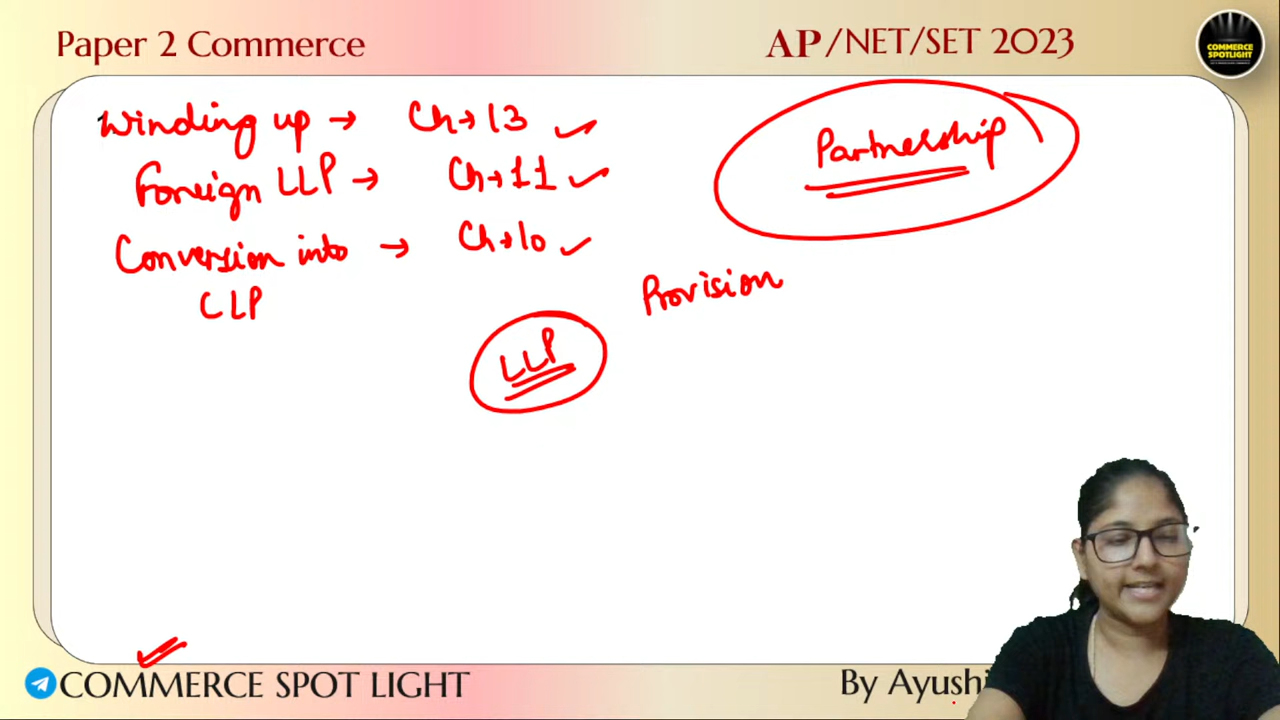 Paper 2 Commerce
AP/NET/SET 2023
COMMERCE
SPOTLIGHT
Winding up → Ch→13
Foreign LLP → Ch→11
Conversion into → Ch→10
CLP
Partnership
Provision
LLP
COMMERCE SPOT LIGHT
By Ayushi